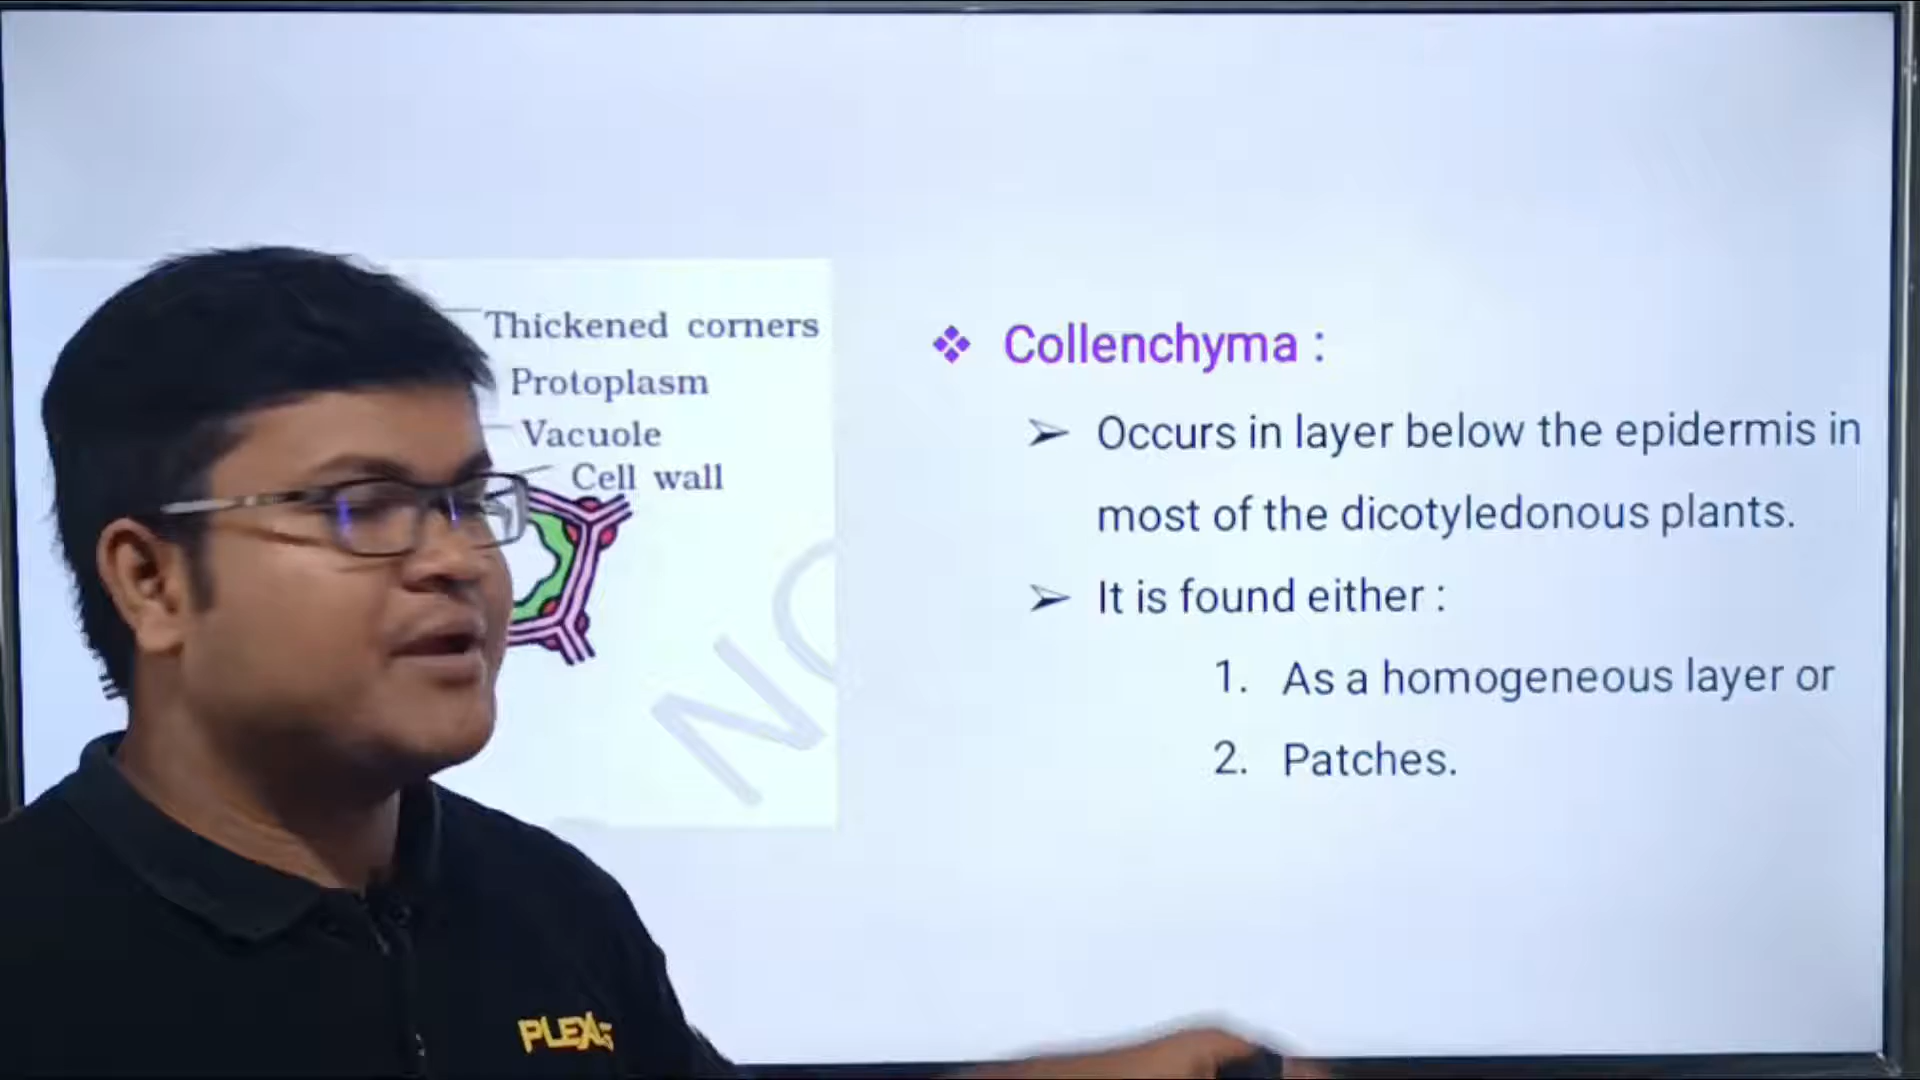 Thickened corners
Protoplasm
Vacuole
Cell wall
❖ Collenchyma :
➢ Occurs in layer below the epidermis in
most of the dicotyledonous plants.
➢ It is found either :
1. As a homogeneous layer or
2. Patches.